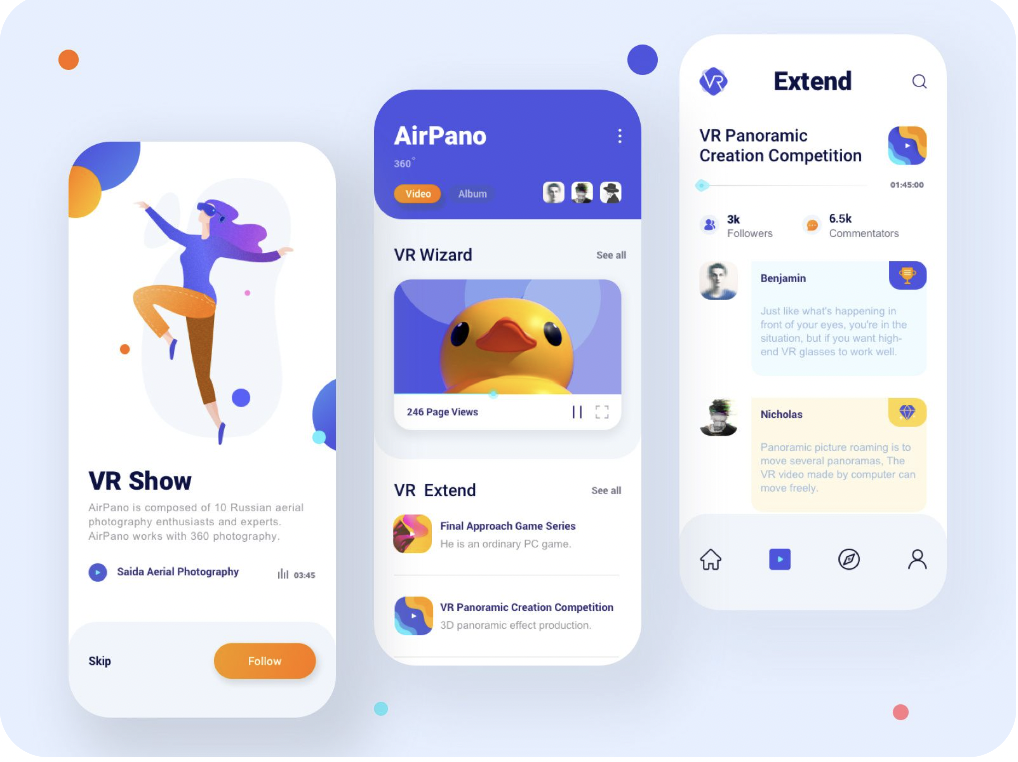 VR Show
AirPano is composed of 10 Russian aerial
photography enthusiasts and experts.
AirPano works with 360 photography.
Saida Aerial Photography
03:45
Skip
Follow
AirPano
360°
Video
Album
VR Wizard
See all
246 Page Views
VR Extend
See all
Final Approach Game Series
He is an ordinary PC game.
VR Panoramic Creation Competition
3D panoramic effect production.
VR
Extend
VR Panoramic
Creation Competition
01:45:00
3k
Followers
6.5k
Commentators
Benjamin
Just like what's happening in
front of your eyes, you're in the
situation, but if you want high-
end VR glasses to work well.
Nicholas
Panoramic picture roaming is to
move several panoramas, The
VR video made by computer can
move freely.